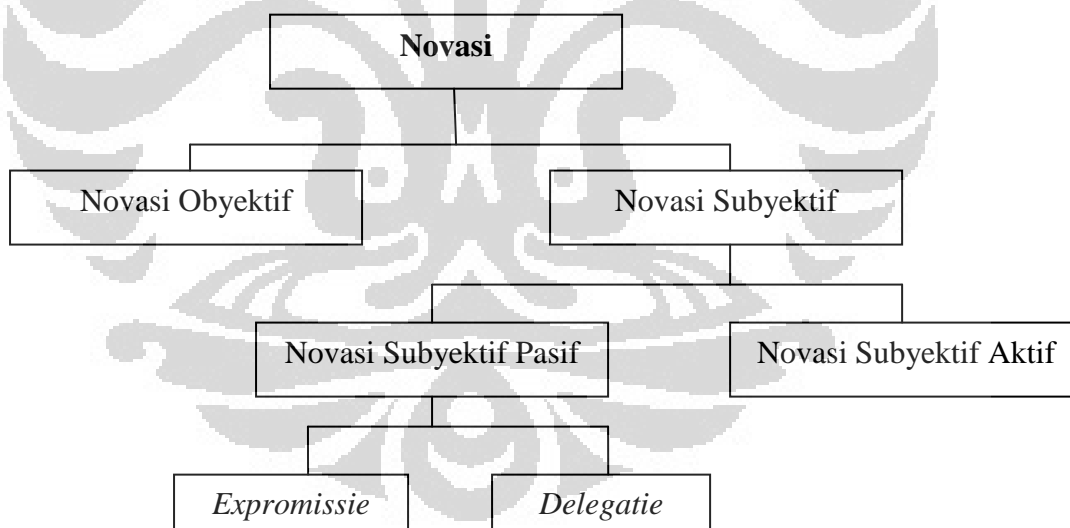 Novasi
Novasi Obyektif
Novasi Subyektif
Novasi Subyektif Pasif
Novasi Subyektif Aktif
Expromissie
Delegatie